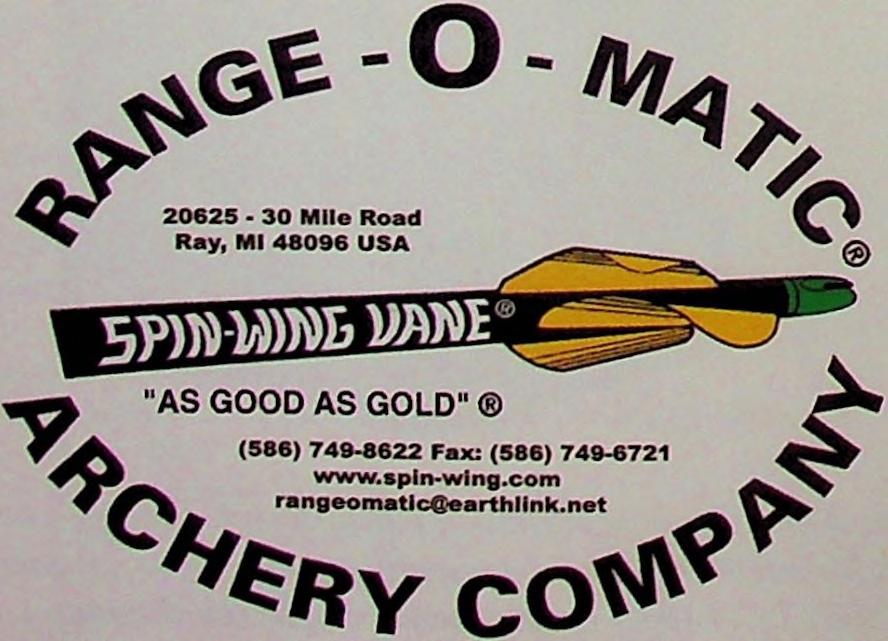 RANGE - O - MATIC®
20625 - 30 Mile Road
Ray, MI 48096 USA
SPIN-WING VANE®
"AS GOOD AS GOLD" ®
(586) 749-8622 Fax: (586) 749-6721
www.spin-wing.com
rangeomatic@earthlink.net
ARCHERY COMPANY